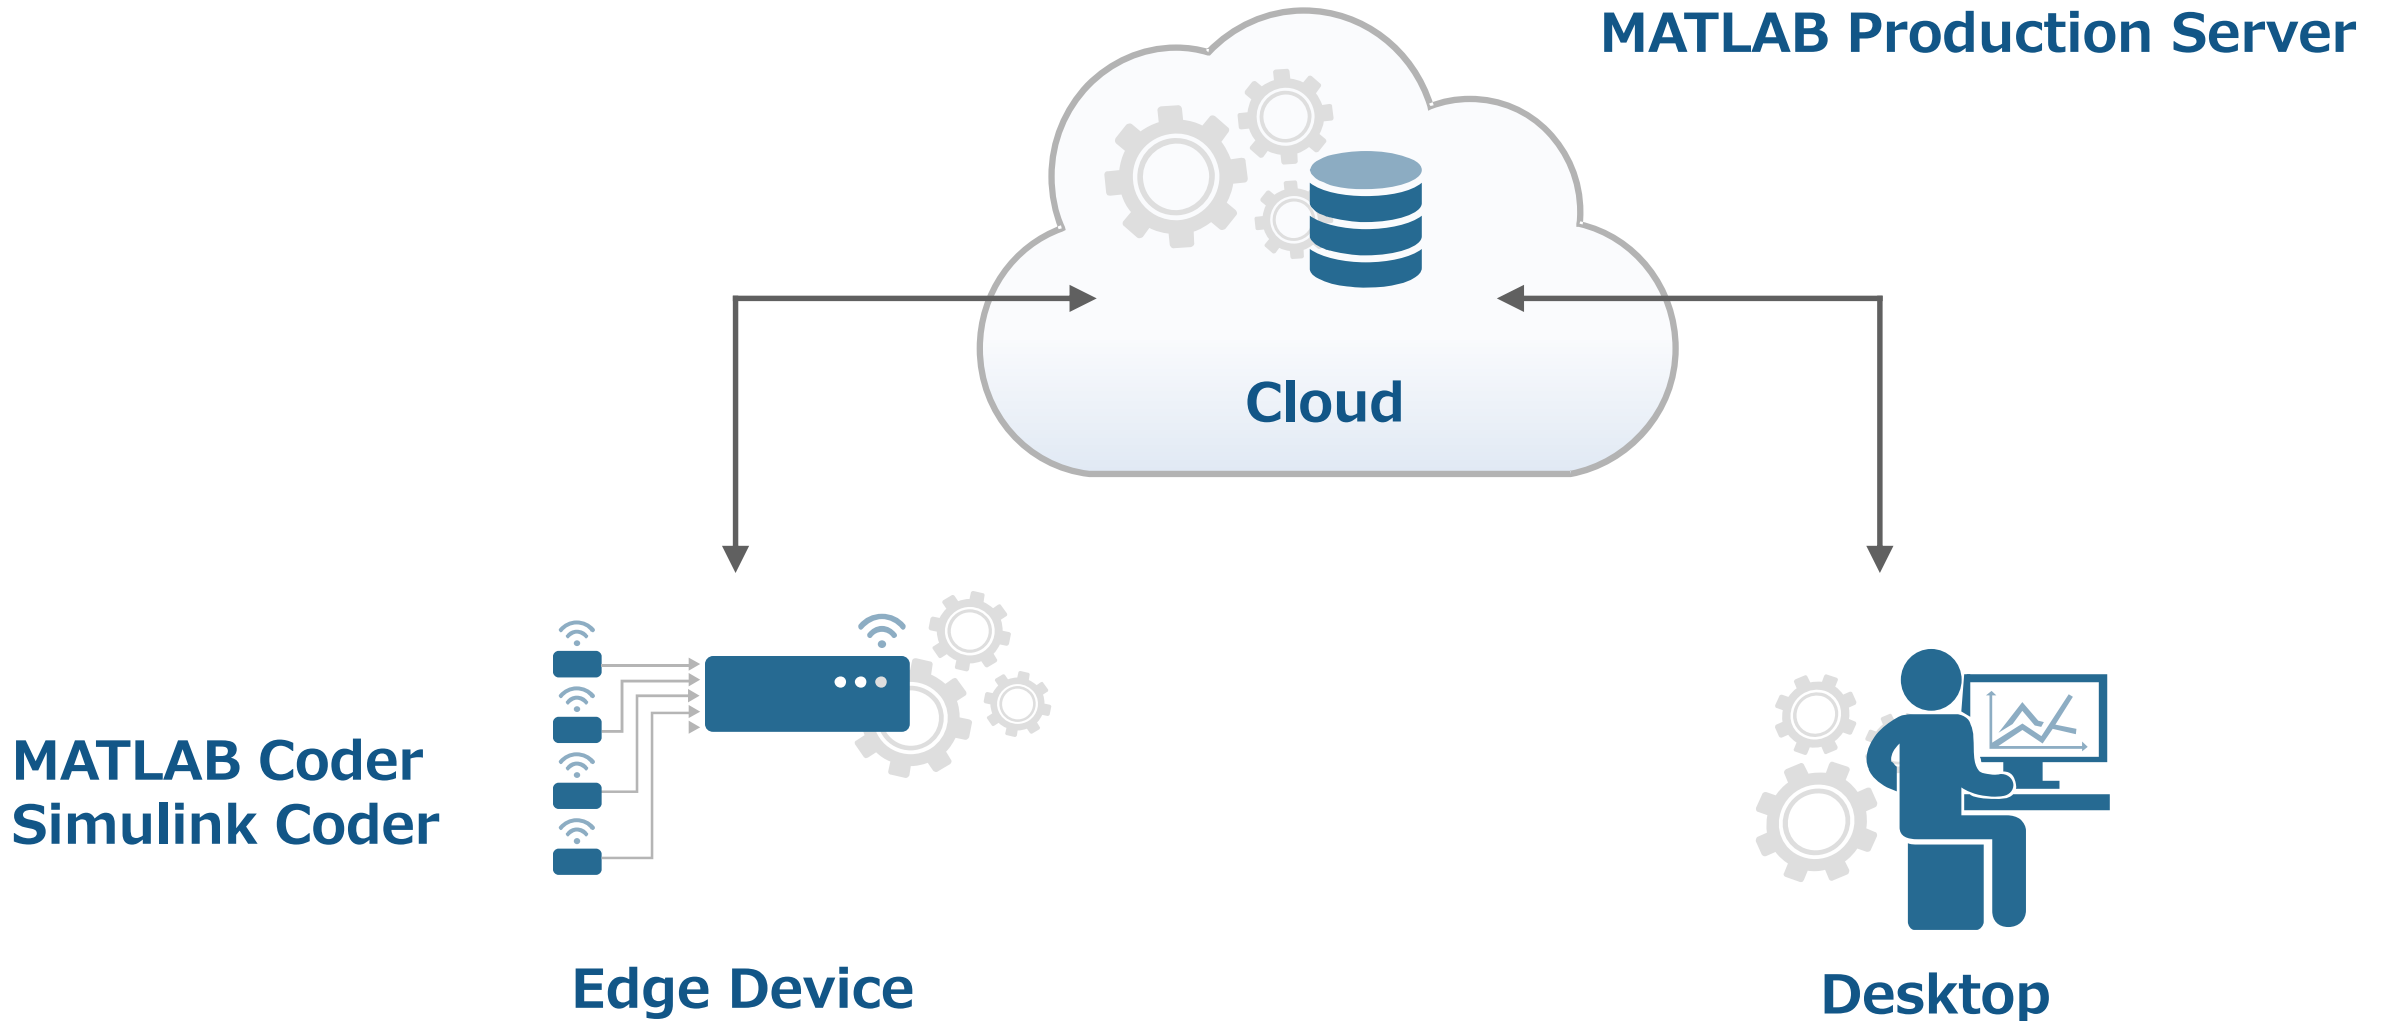 MATLAB Production Server
Cloud
MATLAB Coder
Simulink Coder
Edge Device
Desktop